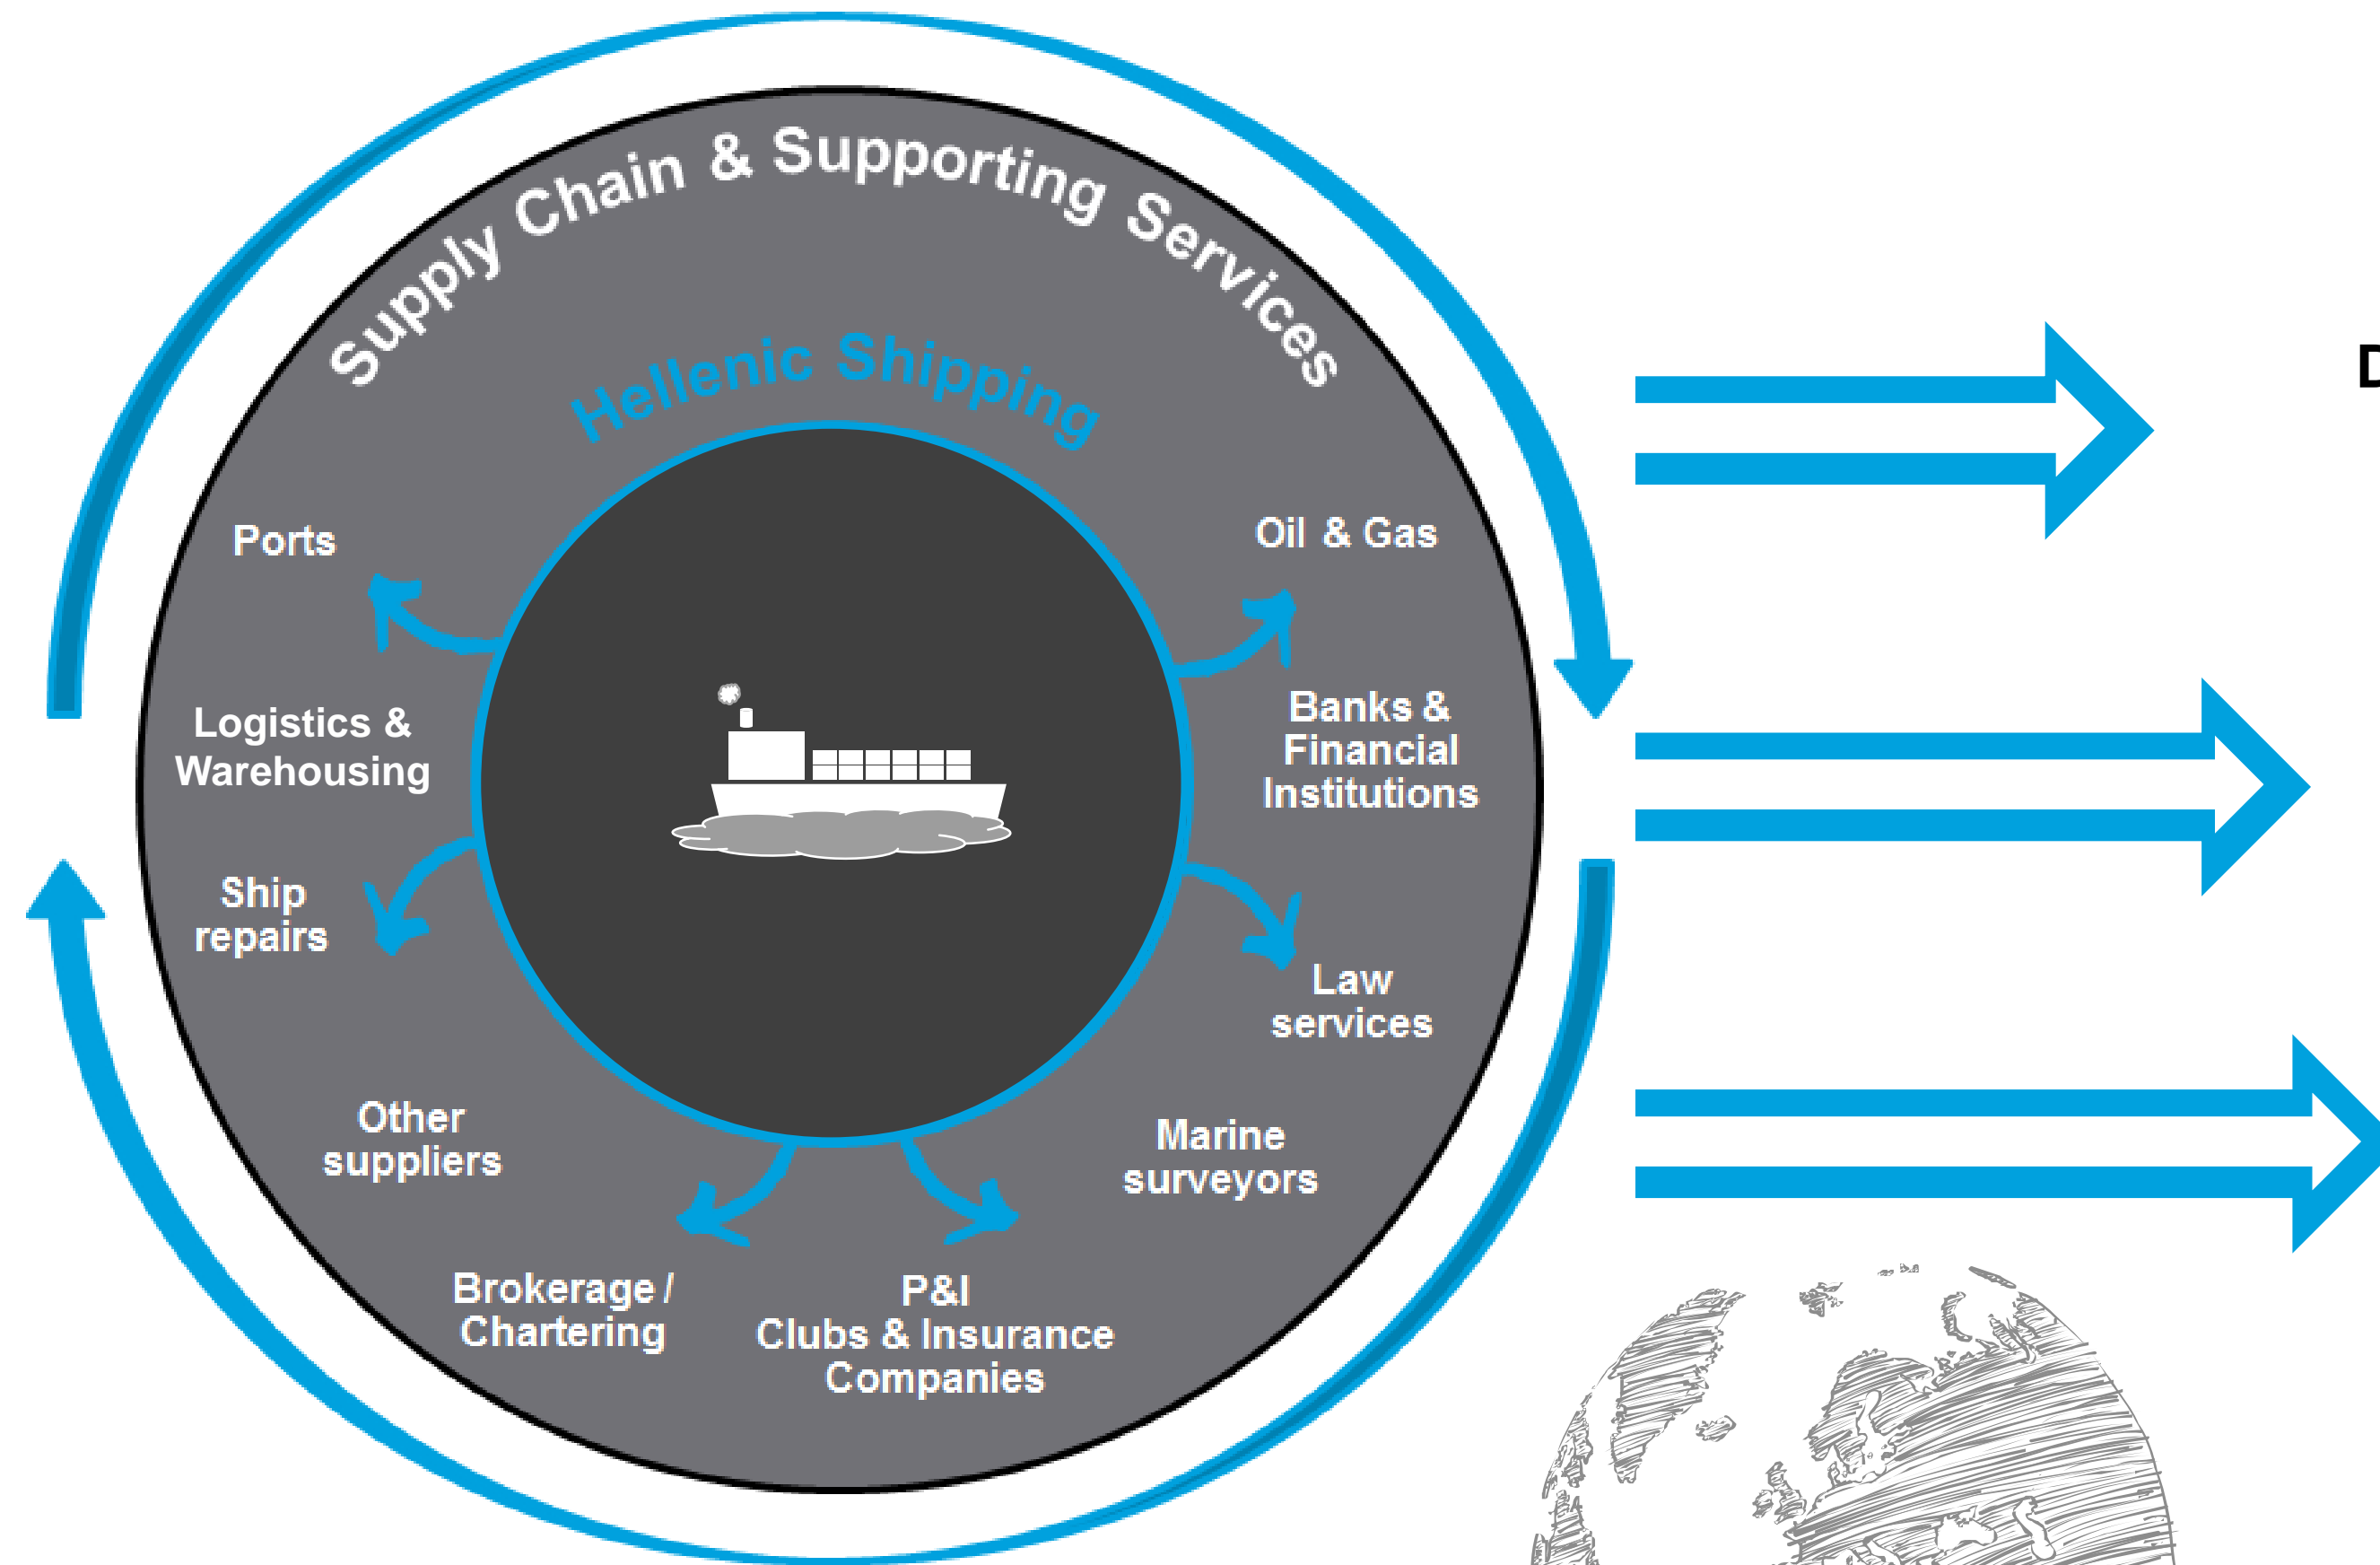 Supply Chain & Supporting Services
Hellenic Shipping
Ports
Oil & Gas
Logistics &
Warehousing
Banks &
Financial
Institutions
Ship
repairs
Law
services
Other
suppliers
Marine
surveyors
Brokerage /
Chartering
P&I
Clubs & Insurance
Companies